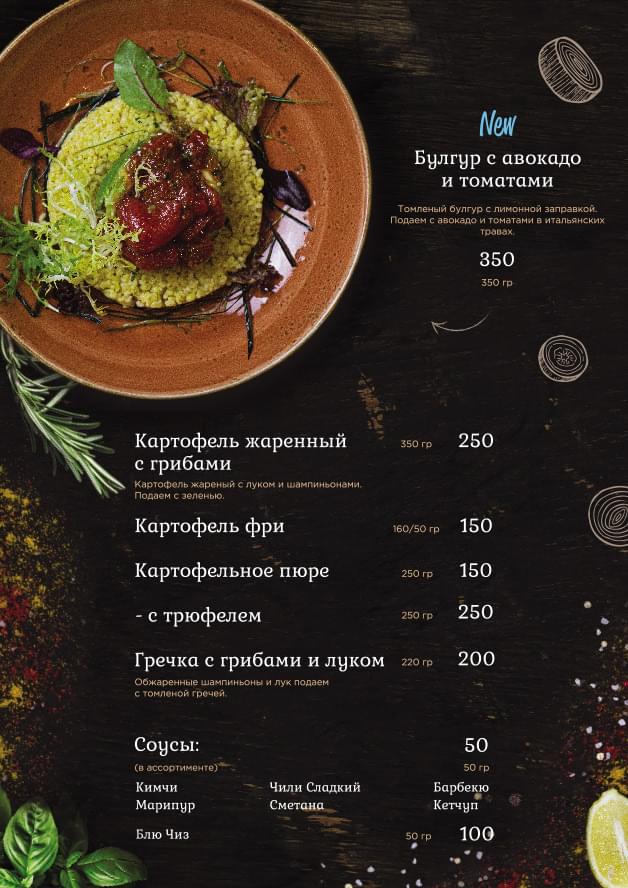 New
Булгур с авокадо
и томатами
Томленый булгур с лимонной заправкой.
Подаем с авокадо и томатами в итальянских
травах.
350
350 гр
Картофель жаренный 350 гр 250
с грибами
Картофель жареный с луком и шампиньонами.
Подаем с зеленью.
Картофель фри 160/50 гр 150
Картофельное пюре 250 гр 150
- с трюфелем 250 гр 250
Гречка с грибами и луком 220 гр 200
Обжаренные шампиньоны и лук подаем
с томленой гречей.
Соусы: 50
(в ассортименте) 50 гр
Кимчи Чили Сладкий Барбекю
Марипур Сметана Кетчуп
Блю Чиз 50 гр 100